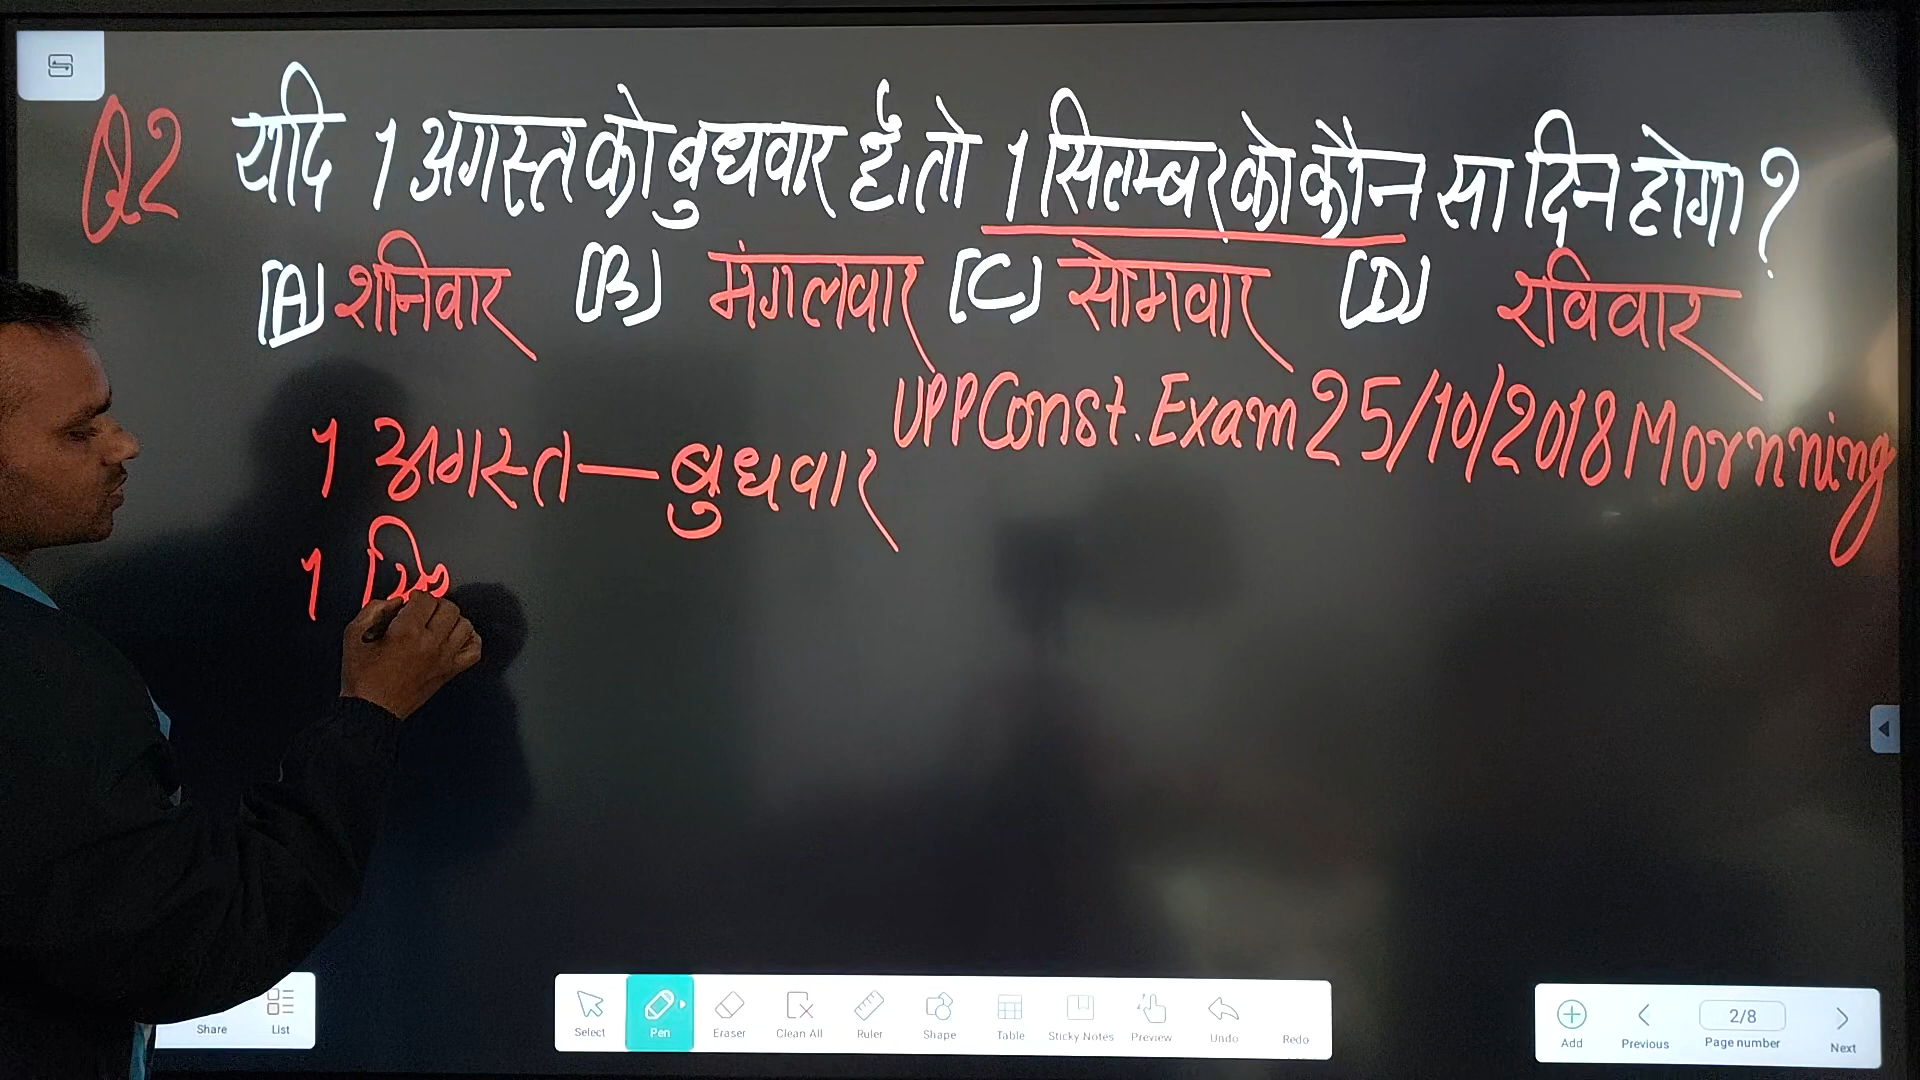 Q2 यदि 1 अगस्त को बुधवार है, तो 1 सितम्बर को कौन सा दिन होगा ?
[A] शनिवार [B] मंगलवार [C] सोमवार [D] रविवार
UPP Const. Exam 25/10/2018 Mornning
1 अगस्त — बुधवार
1
Share List
Select Pen Eraser Clean All Ruler Shape Table Sticky Notes Preview Undo Redo
Add Previous 2/8 Page number Next